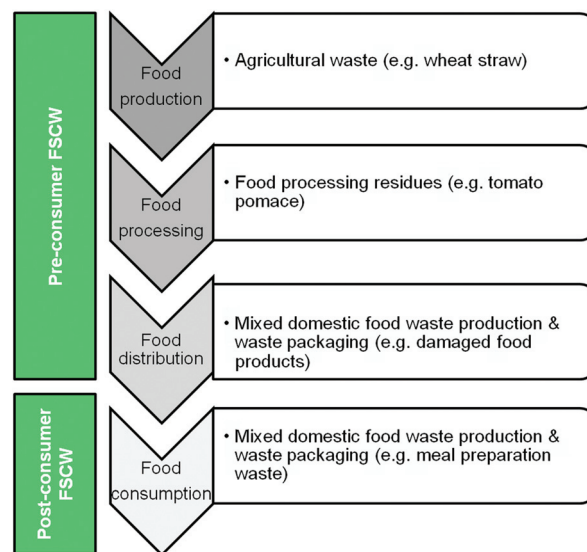 Pre-consumer FSCW
Food
production
• Agricultural waste (e.g. wheat straw)
Food
processing
• Food processing residues (e.g. tomato
pomace)
Food
distribution
• Mixed domestic food waste production &
waste packaging (e.g. damaged food
products)
Post-consumer
FSCW
Food
consumption
• Mixed domestic food waste production &
waste packaging (e.g. meal preparation
waste)